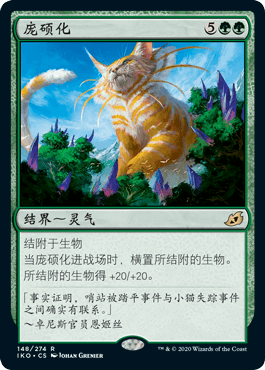 庞硕化 5
结界～灵气
结附于生物
当庞硕化进战场时，横置所结附的生物。
所结附的生物得+20/+20。
「事实证明，哨站被踏平事件与小猫失踪事件
之间确实有联系。」
～卓尼斯官员恩姬丝
148/274 R
IKO • CS Johan Grenier
™ & © 2020 Wizards of the Coast